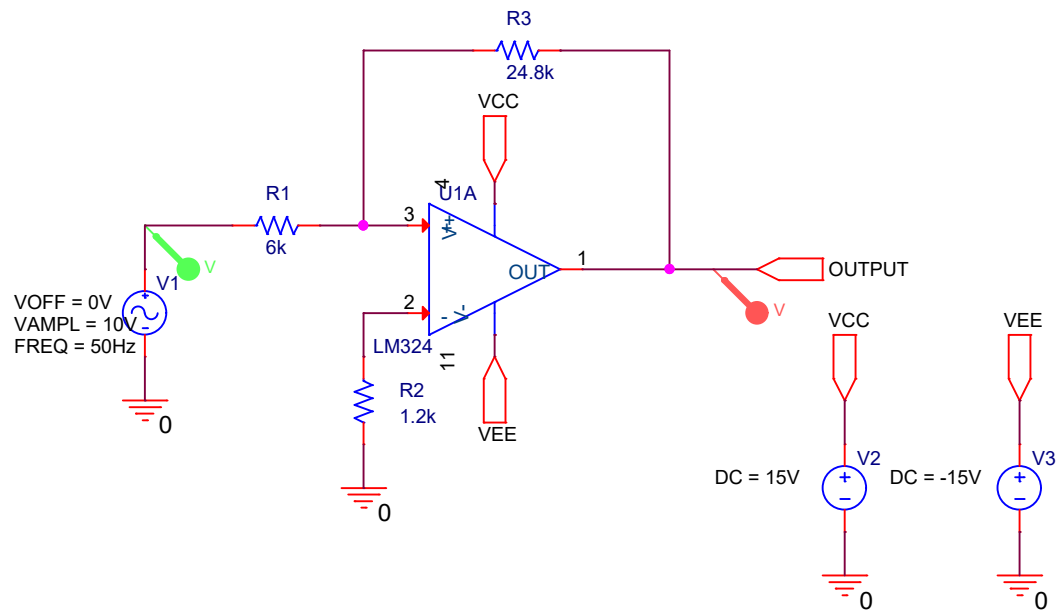 R3
24.8k
VCC
4
U1A
R1
6k
3
+
V+
OUT
1
OUTPUT
V
V1
VOFF = 0V
VAMPL = 10V
FREQ = 50Hz
+
-
0
2
-
V-
LM324
11
R2
1.2k
VEE
0
V
VCC
VEE
DC = 15V
V2
+
−
0
DC = -15V
V3
+
−
0